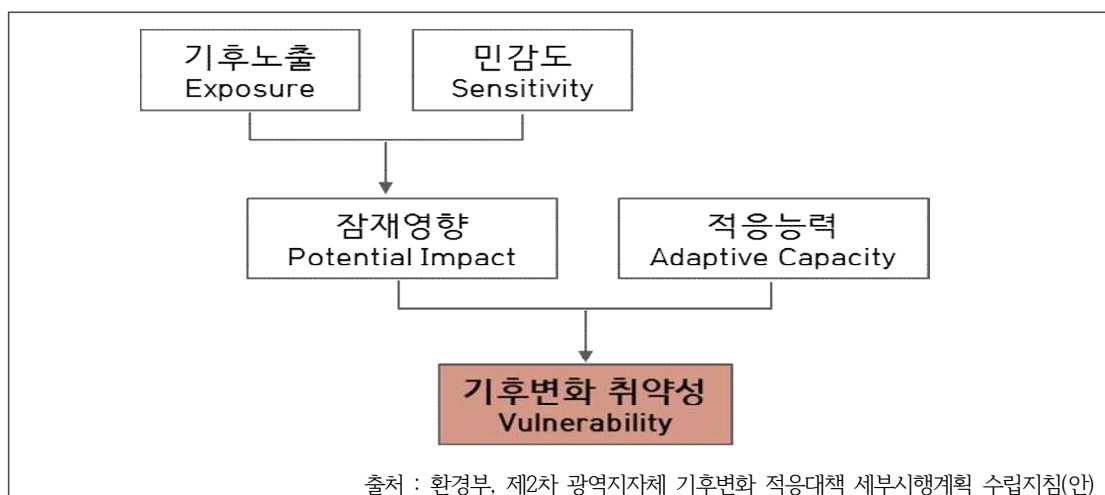 기후노출
Exposure
민감도
Sensitivity
잠재영향
Potential Impact
적응능력
Adaptive Capacity
기후변화 취약성
Vulnerability
출처 : 환경부, 제2차 광역지자체 기후변화 적응대책 세부시행계획 수립지침(안)